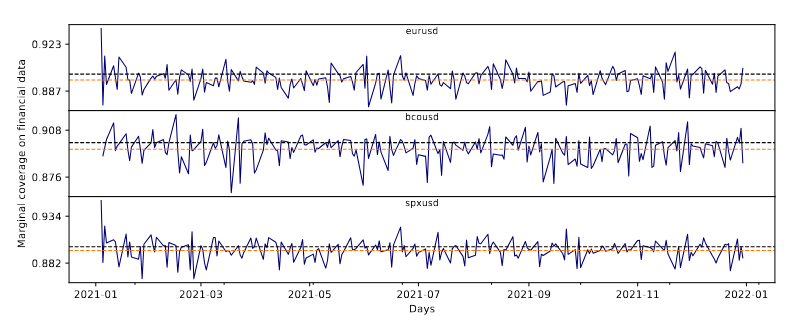 eurusd
0.923
0.887
bcousd
0.908
0.876
spxusd
0.934
0.882
Marginal coverage on financial data
2021-01 2021-03 2021-05 2021-07 2021-09 2021-11 2022-01
Days